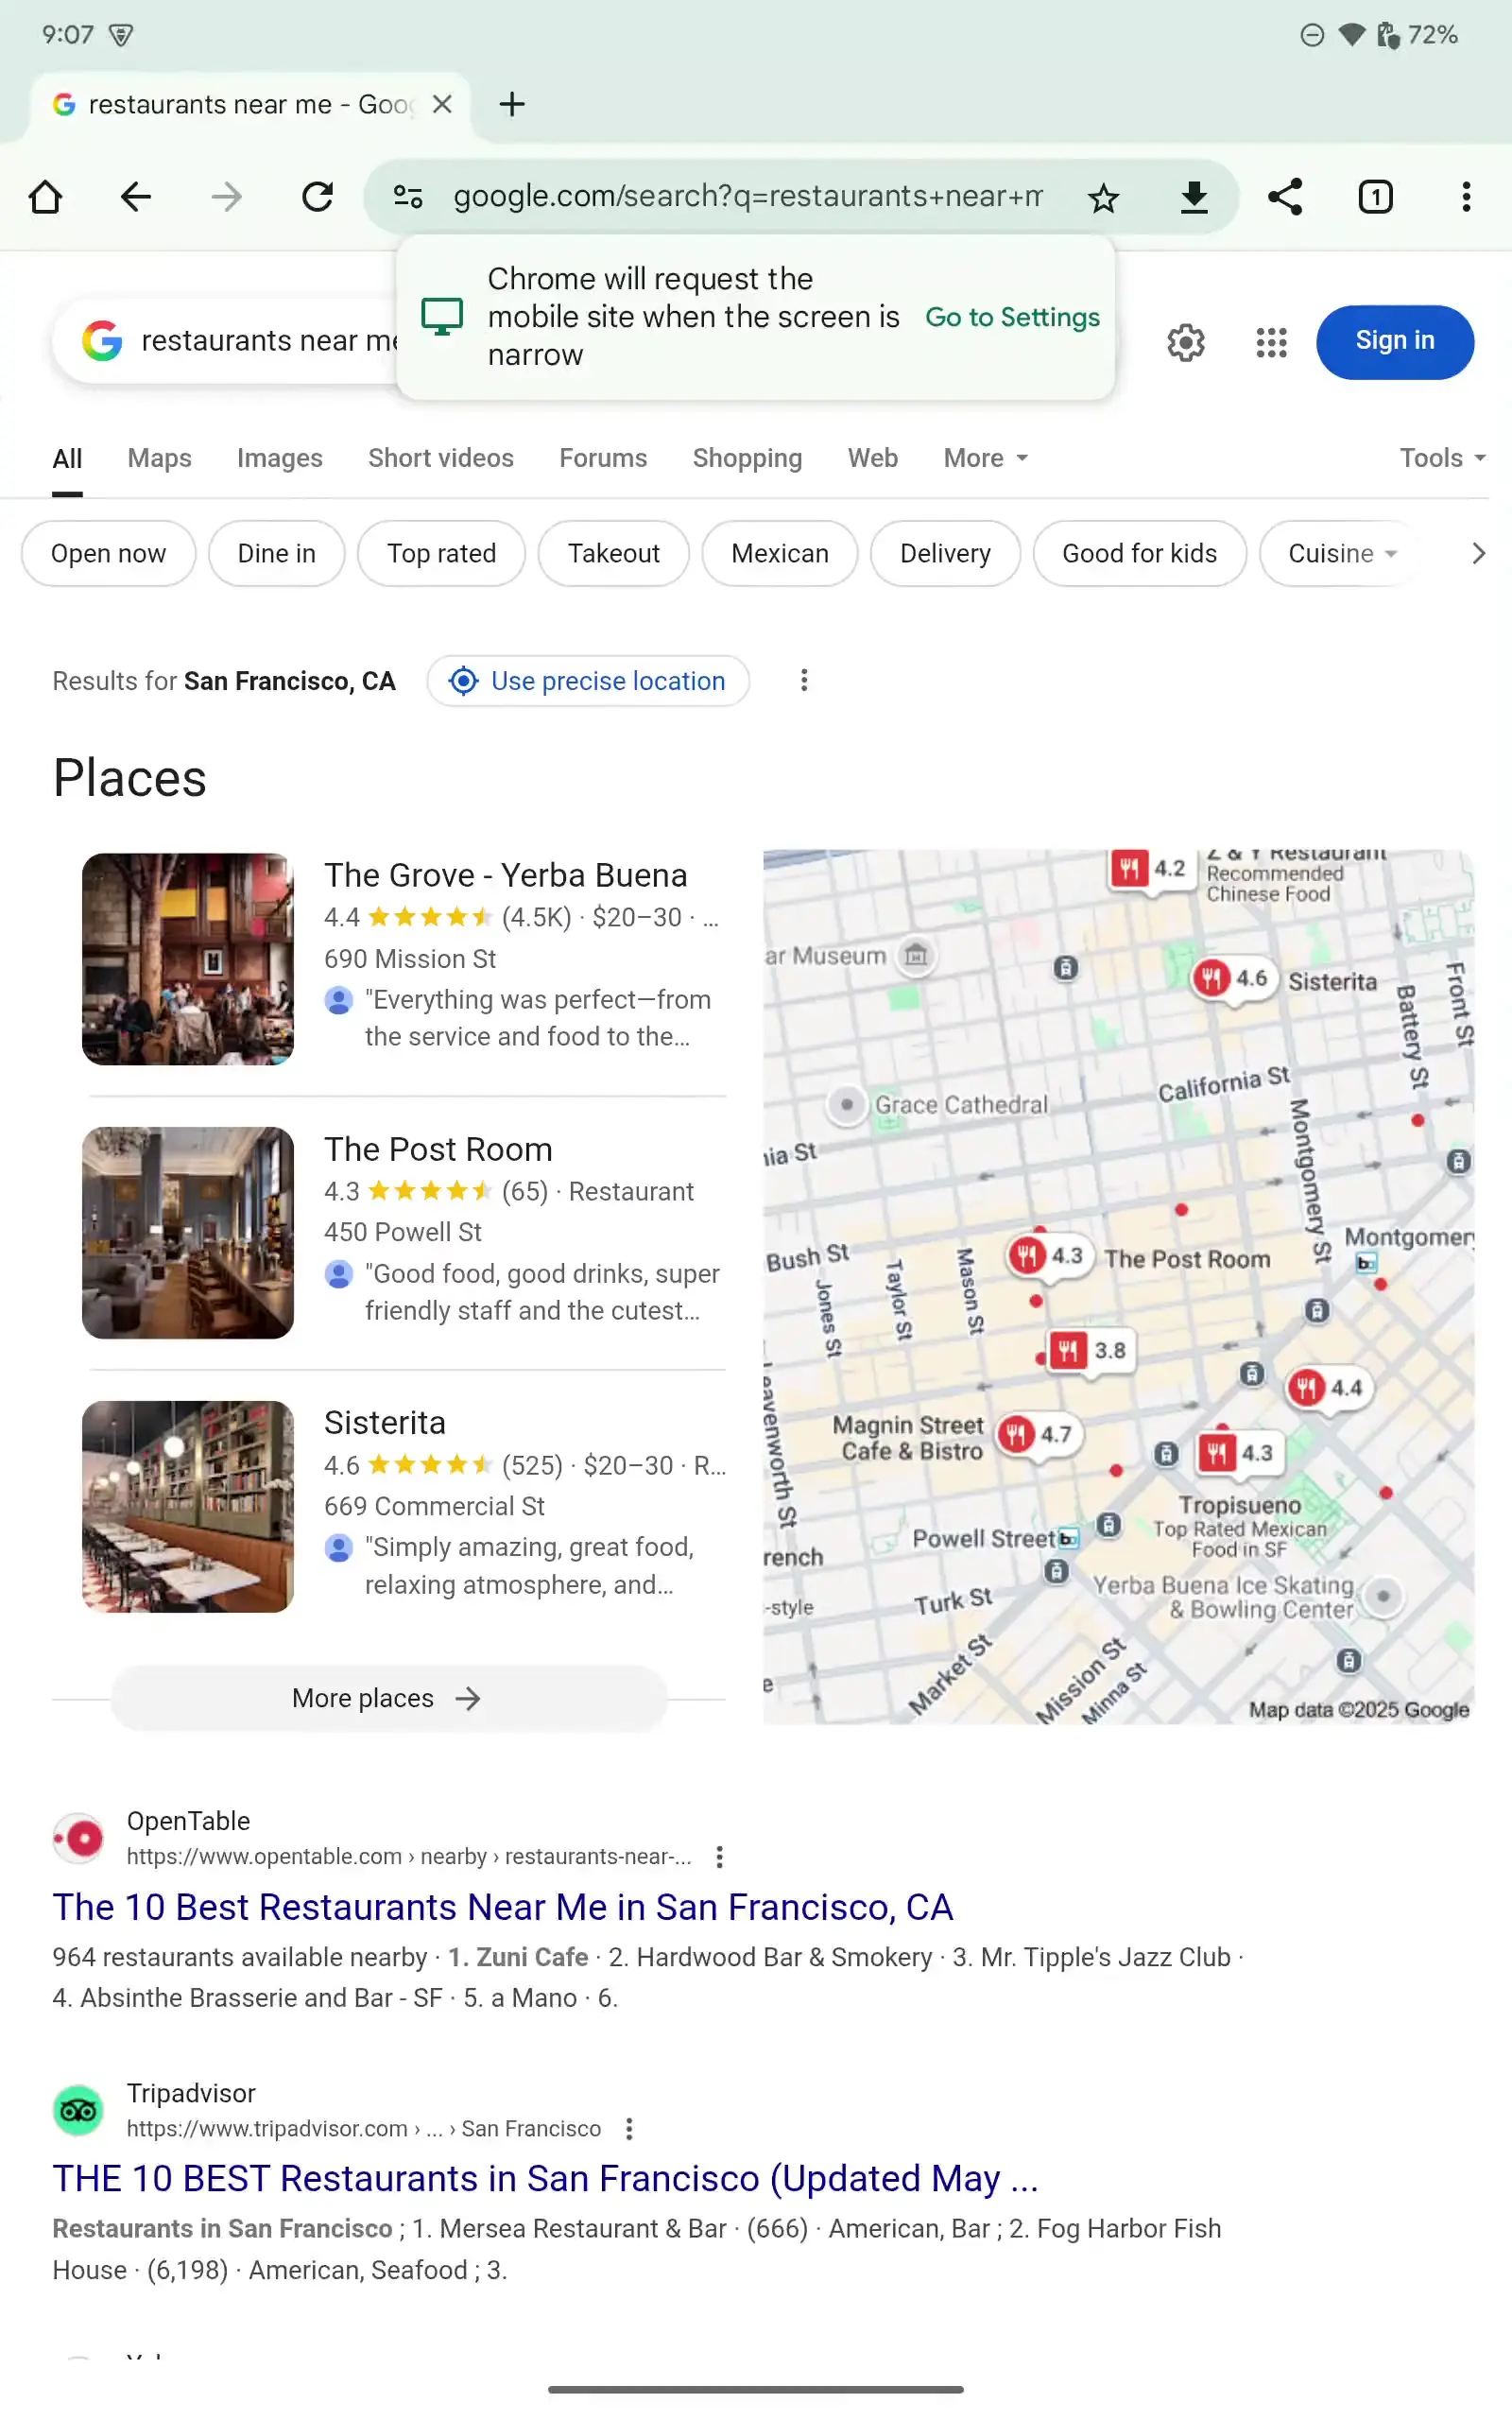 9:07
72%
restaurants near me - Goo
google.com/search?q=restaurants+near+m
Chrome will request the
mobile site when the screen is
narrow
Go to Settings
restaurants near me
Sign in
All Maps Images Short videos Forums Shopping Web More Tools
Open now Dine in Top rated Takeout Mexican Delivery Good for kids Cuisine
Results for San Francisco, CA Use precise location
Places
The Grove - Yerba Buena
4.4 (4.5K) · $20–30 · ...
690 Mission St
"Everything was perfect—from
the service and food to the...
The Post Room
4.3 (65) · Restaurant
450 Powell St
"Good food, good drinks, super
friendly staff and the cutest...
Sisterita
4.6 (525) · $20–30 · R...
669 Commercial St
"Simply amazing, great food,
relaxing atmosphere, and...
More places
4.2
Z & Y Restaurant
Recommended
Chinese Food
ar Museum
4.6 Sisterita
Front St
Battery St
California St
Grace Cathedral
Montgomery St
nia St
Montgomery
Bush St
4.3 The Post Room
Jones St
Taylor St
Mason St
3.8
4.4
Leavenworth St
Magnin Street
Cafe & Bistro
4.7
4.3
Tropisueno
Top Rated Mexican
Food in SF
Powell Street
rench
-style
Yerba Buena Ice Skating
& Bowling Center
Turk St
Market St
Mission St
Minna St
e
Map data ©2025 Google
OpenTable
https://www.opentable.com › nearby › restaurants-near-...
The 10 Best Restaurants Near Me in San Francisco, CA
964 restaurants available nearby · 1. Zuni Cafe · 2. Hardwood Bar & Smokery · 3. Mr. Tipple's Jazz Club ·
4. Absinthe Brasserie and Bar - SF · 5. a Mano · 6.
Tripadvisor
https://www.tripadvisor.com › ... › San Francisco
THE 10 BEST Restaurants in San Francisco (Updated May ...
Restaurants in San Francisco ; 1. Mersea Restaurant & Bar · (666) · American, Bar ; 2. Fog Harbor Fish
House · (6,198) · American, Seafood ; 3.